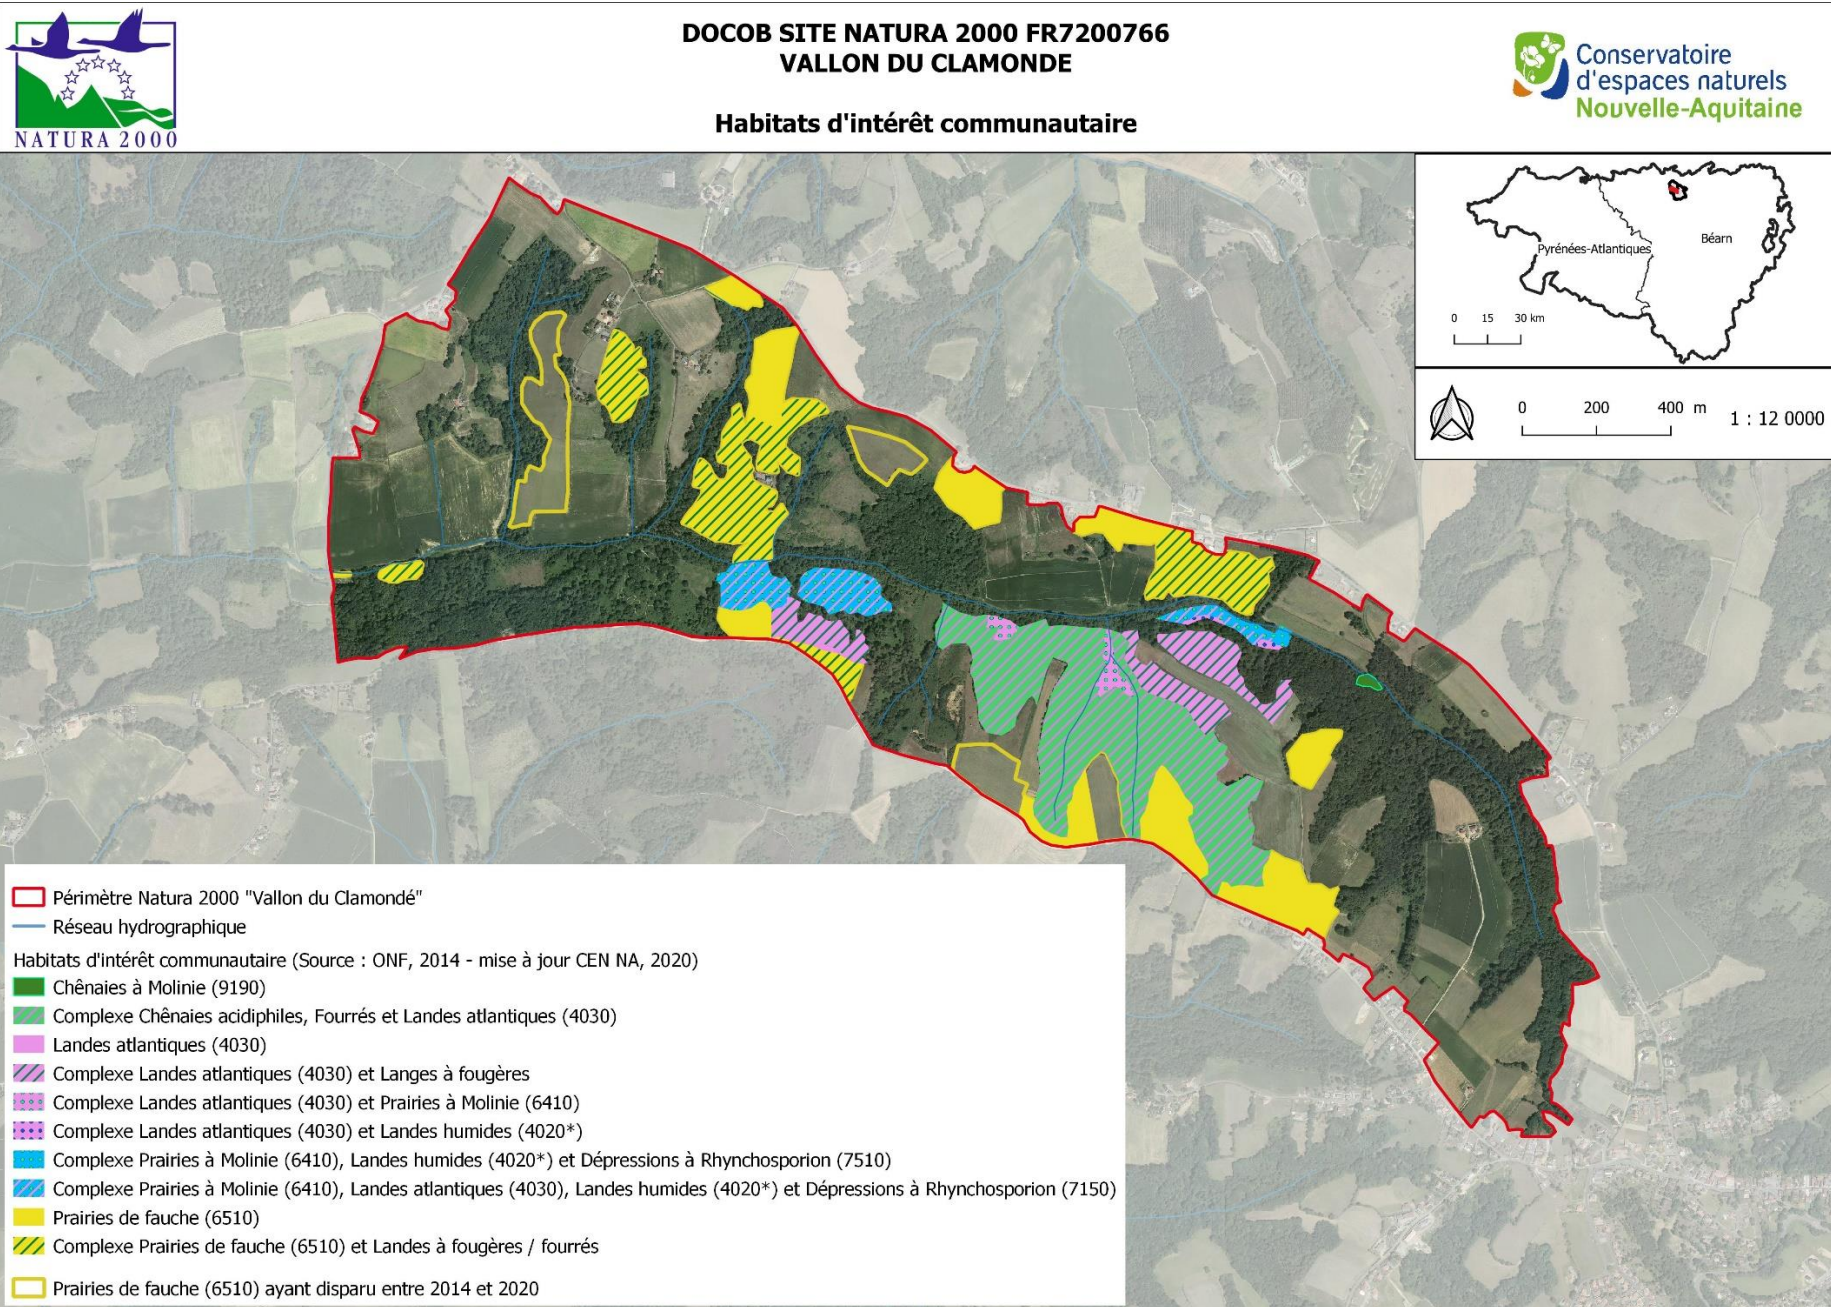 NATURA 2000
DOCOB SITE NATURA 2000 FR7200766
VALLON DU CLAMONDE
Habitats d'intérêt communautaire
Conservatoire
d'espaces naturels
Nouvelle-Aquitaine
Pyrénées-Atlantiques
Béarn
0 15 30 km
0 200 400 m
1 : 12 0000
Périmètre Natura 2000 "Vallon du Clamondé"
Réseau hydrographique
Habitats d'intérêt communautaire (Source : ONF, 2014 - mise à jour CEN NA, 2020)
Chênaies à Molinie (9190)
Complexe Chênaies acidiphiles, Fourrés et Landes atlantiques (4030)
Landes atlantiques (4030)
Complexe Landes atlantiques (4030) et Langes à fougères
Complexe Landes atlantiques (4030) et Prairies à Molinie (6410)
Complexe Landes atlantiques (4030) et Landes humides (4020*)
Complexe Prairies à Molinie (6410), Landes humides (4020*) et Dépressions à Rhynchosporion (7510)
Complexe Prairies à Molinie (6410), Landes atlantiques (4030), Landes humides (4020*) et Dépressions à Rhynchosporion (7150)
Prairies de fauche (6510)
Complexe Prairies de fauche (6510) et Landes à fougères / fourrés
Prairies de fauche (6510) ayant disparu entre 2014 et 2020